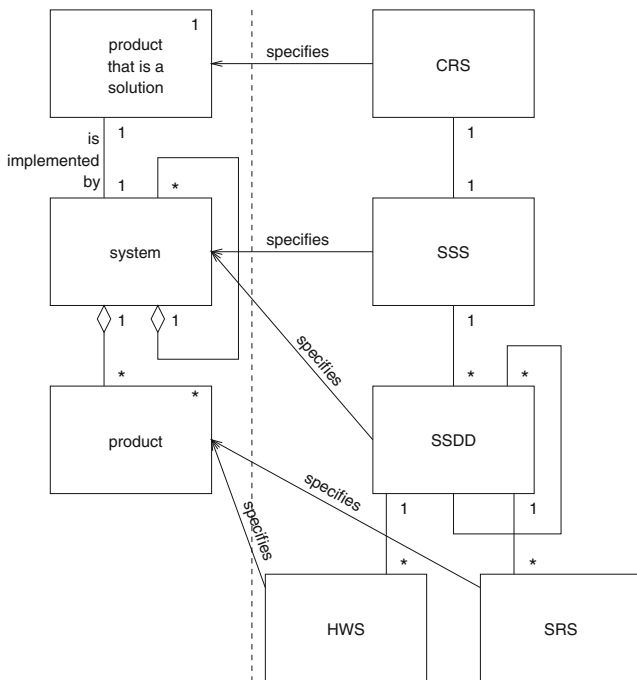 1
product
that is a
solution
specifies
CRS
1
is
implemented
by
1
1
1
*
system
specifies
SSS
1
1
1
specifies
*
*
*
*
product
SSDD
specifies
specifies
1
1
*
*
HWS
SRS